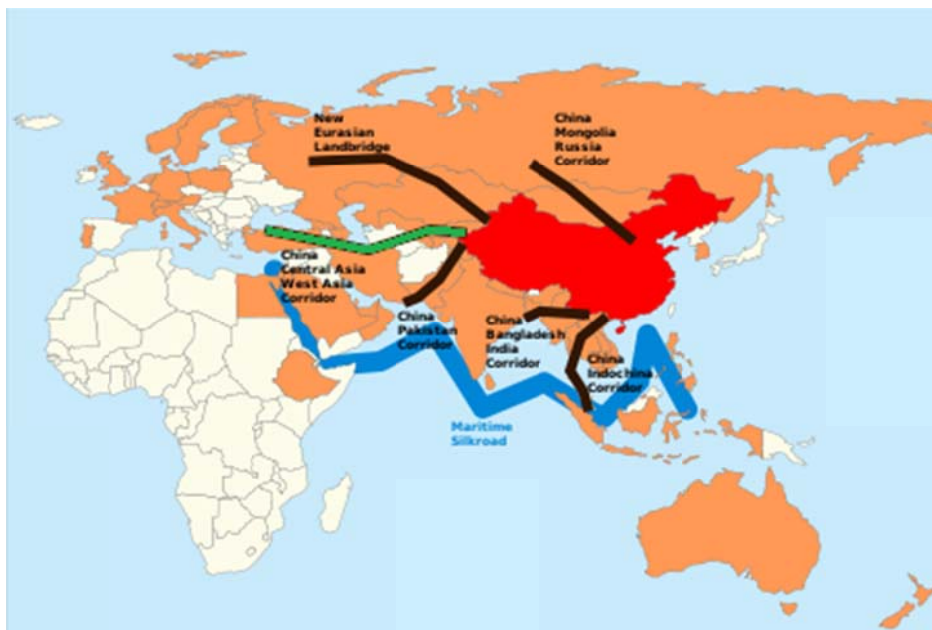 New
Eurasian
Landbridge
China
Mongolia
Russia
Corridor
China
Central Asia
West Asia
Corridor
China
Pakistan
Corridor
China
Bangladesh
India
Corridor
China
Indochina
Corridor
Maritime
Silkroad